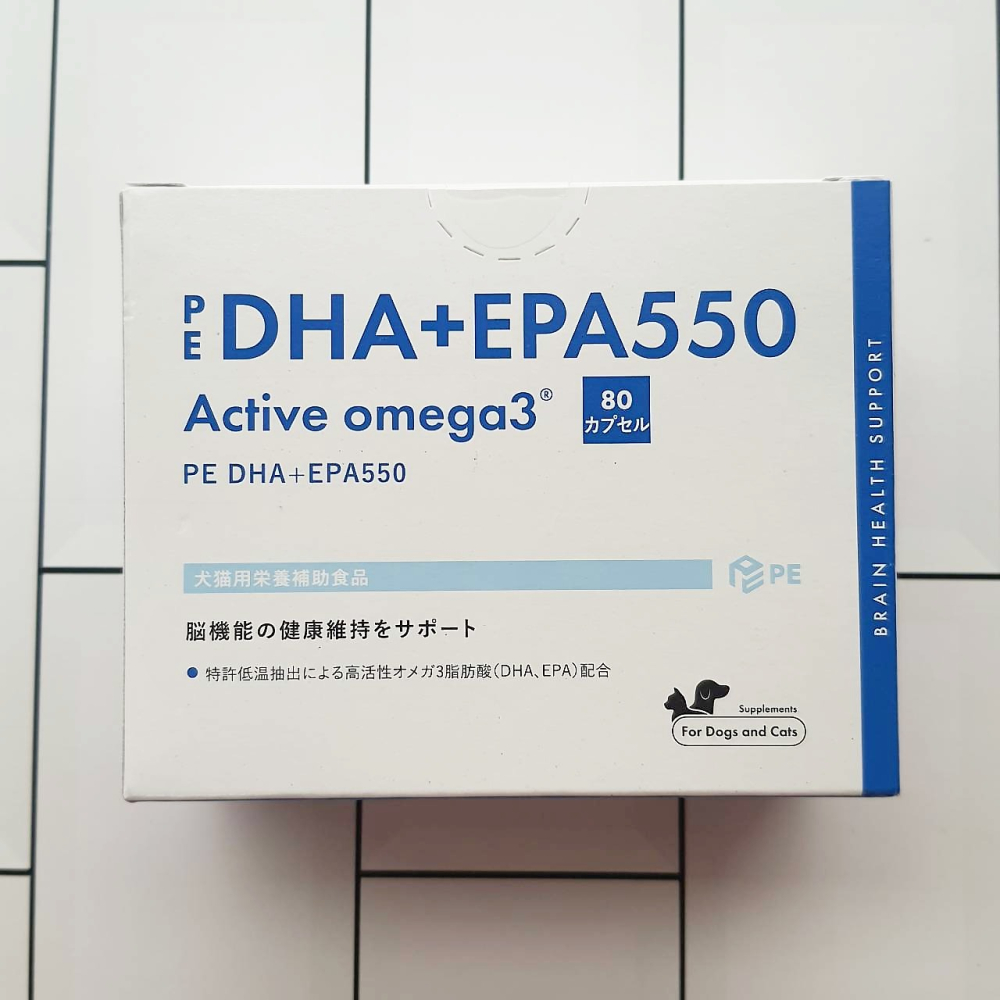 PE DHA+EPA550
Active omega3®
80
カプセル
PE DHA+EPA550
犬猫用栄養補助食品
PE
脳機能の健康維持をサポート
● 特許低温抽出による高活性オメガ3脂肪酸(DHA、EPA)配合
Supplements
For Dogs and Cats
BRAIN HEALTH SUPPORT